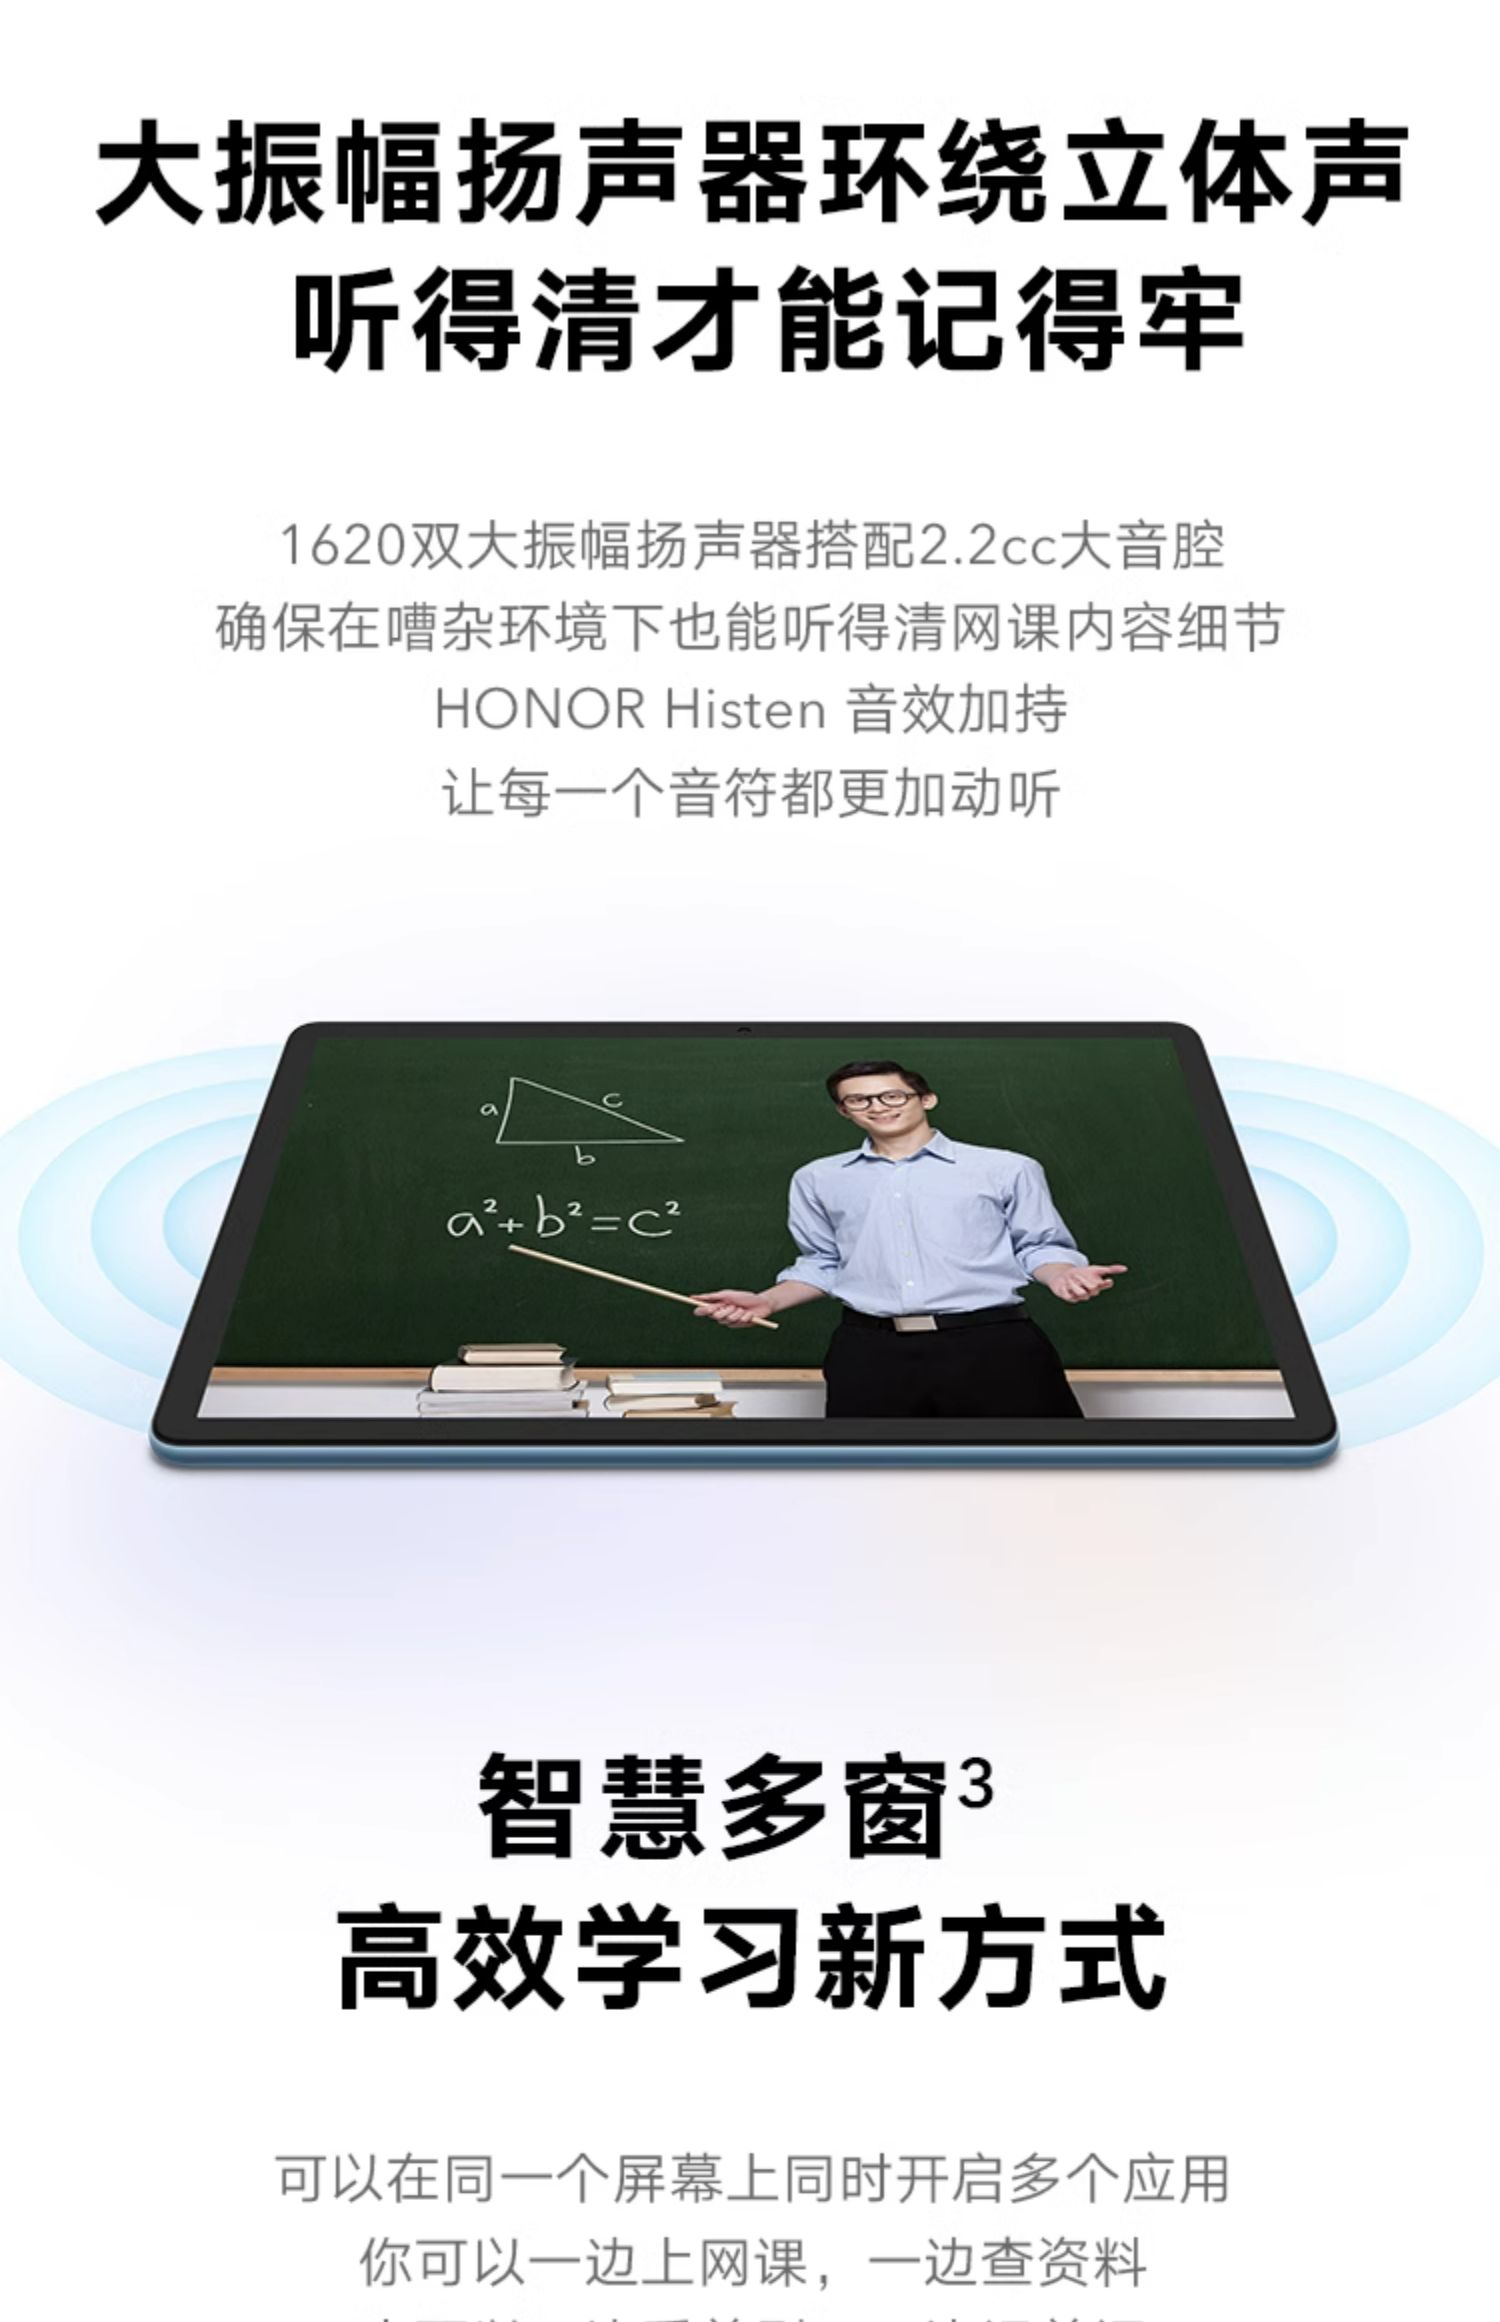 大振幅扬声器环绕立体声
听得清才能记得牢
1620双大振幅扬声器搭配2.2cc大音腔
确保在嘈杂环境下也能听得清网课内容细节
HONOR Histen 音效加持
让每一个音符都更加动听
a
c
b
a²+b²=c²
智慧多窗³
高效学习新方式
可以在同一个屏幕上同时开启多个应用
你可以一边上网课，一边查资料